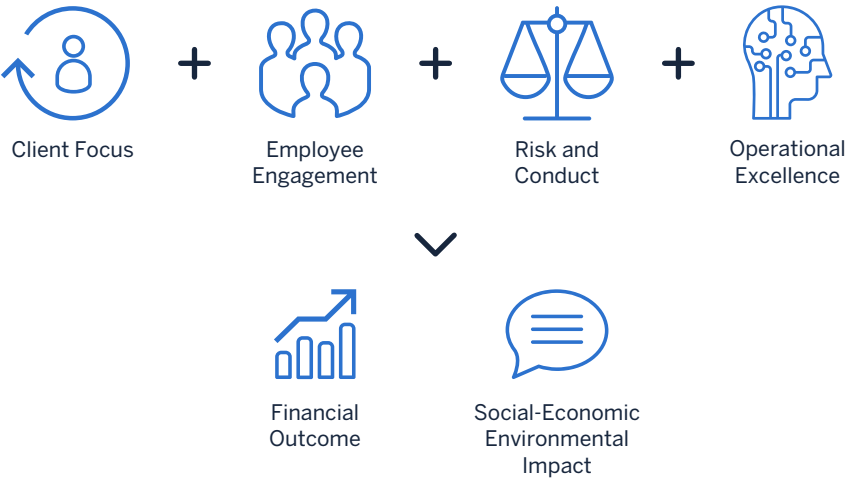 Client Focus
Employee
Engagement
Risk and
Conduct
Operational
Excellence
Financial
Outcome
Social-Economic
Environmental
Impact